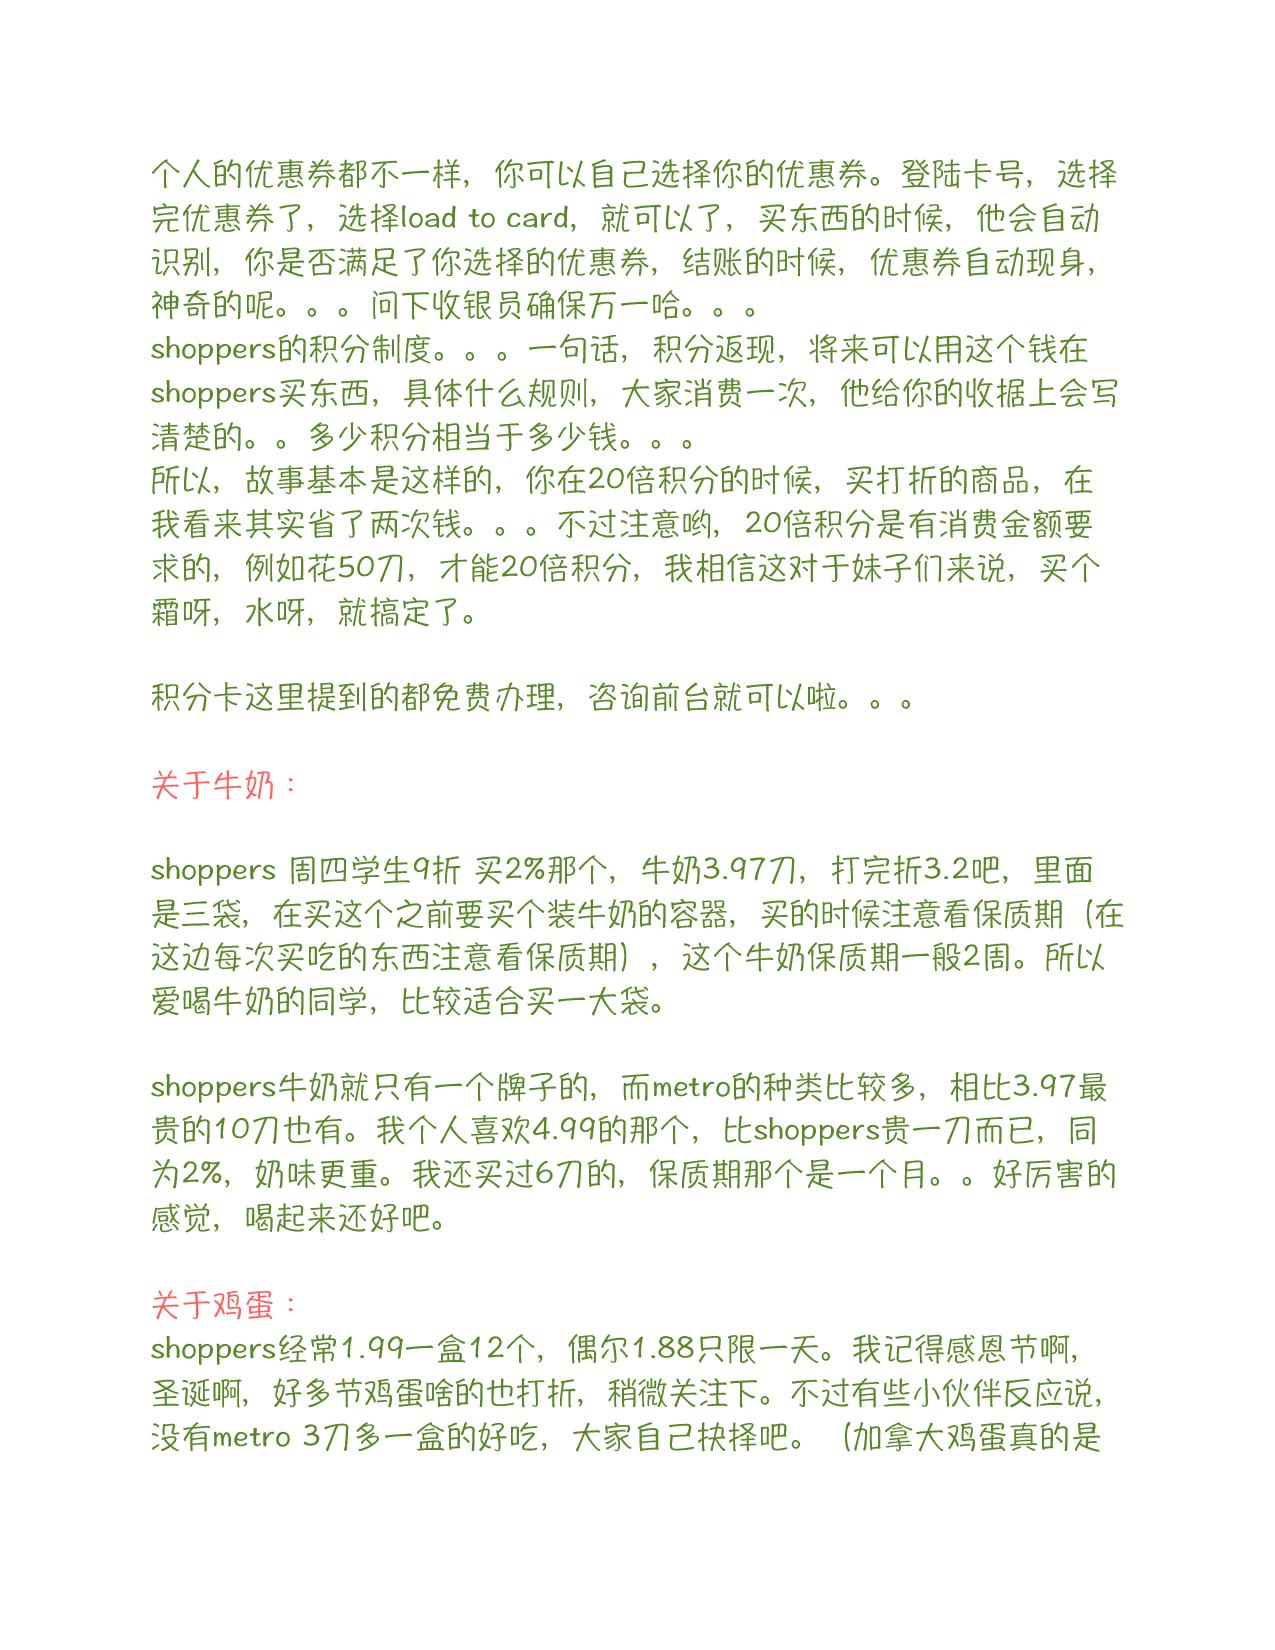 个人的优惠券都不一样，你可以自己选择你的优惠券。登陆卡号，选择
完优惠券了，选择load to card，就可以了，买东西的时候，他会自动
识别，你是否满足了你选择的优惠券，结账的时候，优惠券自动现身，
神奇的呢。。。问下收银员确保万一哈。。。
shoppers的积分制度。。。一句话，积分返现，将来可以用这个钱在
shoppers买东西，具体什么规则，大家消费一次，他给你的收据上会写
清楚的。。多少积分相当于多少钱。。。
所以，故事基本是这样的，你在20倍积分的时候，买打折的商品，在
我看来其实省了两次钱。。。不过注意哟，20倍积分是有消费金额要
求的，例如花50刀，才能20倍积分，我相信这对于妹子们来说，买个
霜呀，水呀，就搞定了。
积分卡这里提到的都免费办理，咨询前台就可以啦。。。
关于牛奶：
shoppers 周四学生9折 买2%那个，牛奶3.97刀，打完折3.2吧，里面
是三袋，在买这个之前要买个装牛奶的容器，买的时候注意看保质期（在
这边每次买吃的东西注意看保质期），这个牛奶保质期一般2周。所以
爱喝牛奶的同学，比较适合买一大袋。
shoppers牛奶就只有一个牌子的，而metro的种类比较多，相比3.97最
贵的10刀也有。我个人喜欢4.99的那个，比shoppers贵一刀而已，同
为2%，奶味更重。我还买过6刀的，保质期那个是一个月。。好厉害的
感觉，喝起来还好吧。
关于鸡蛋：
shoppers经常1.99一盒12个，偶尔1.88只限一天。我记得感恩节啊，
圣诞啊，好多节鸡蛋啥的也打折，稍微关注下。不过有些小伙伴反应说，
没有metro 3刀多一盒的好吃，大家自己抉择吧。（加拿大鸡蛋真的是